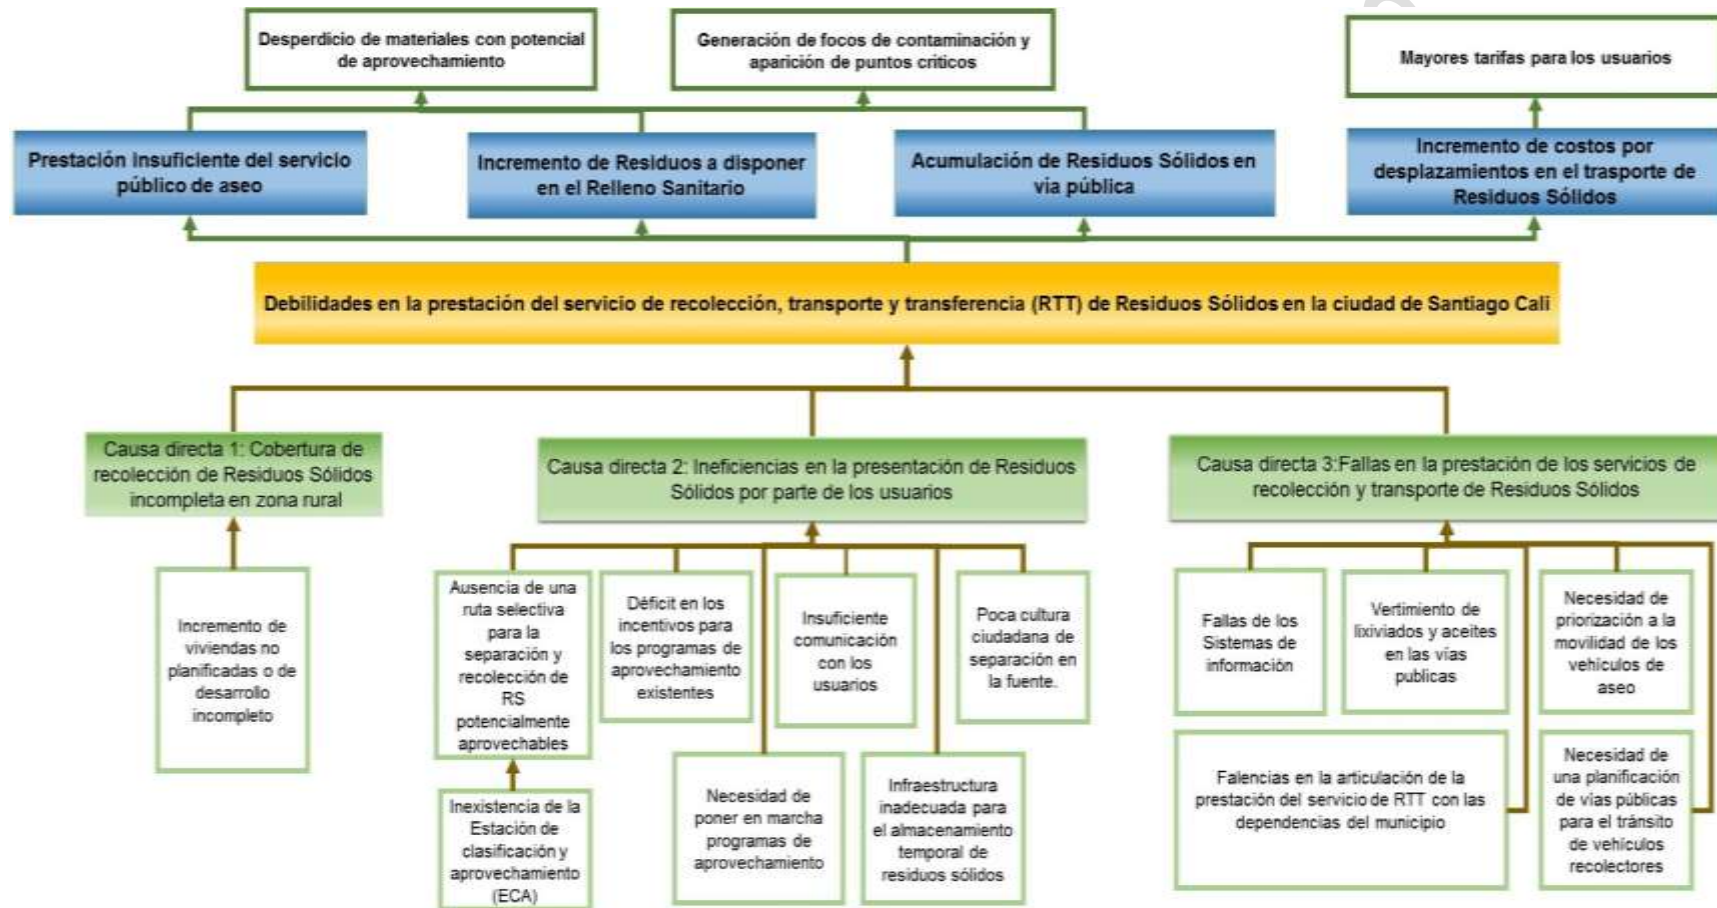 Desperdicio de materiales con potencial
de aprovechamiento
Generación de focos de contaminación y
aparición de puntos criticos
Mayores tarifas para los usuarios
Prestación insuficiente del servicio
público de aseo
Incremento de Residuos a disponer
en el Relleno Sanitario
Acumulación de Residuos Sólidos en
vía pública
Incremento de costos por
desplazamientos en el trasporte de
Residuos Sólidos
Debilidades en la prestación del servicio de recolección, transporte y transferencia (RTT) de Residuos Sólidos en la ciudad de Santiago Cali
Causa directa 1: Cobertura de
recolección de Residuos Sólidos
incompleta en zona rural
Causa directa 2: Ineficiencias en la presentación de Residuos
Sólidos por parte de los usuarios
Causa directa 3:Fallas en la prestación de los servicios de
recolección y transporte de Residuos Sólidos
Incremento de
viviendas no
planificadas o de
desarrollo
incompleto
Ausencia de una
ruta selectiva
para la
separación y
recolección de
RS
potencialmente
aprovechables
Déficit en los
incentivos para
los programas de
aprovechamiento
existentes
Insuficiente
comunicación
con los
usuarios
Poca cultura
ciudadana de
separación en
la fuente.
Fallas de los
Sistemas de
información
Vertimiento de
lixiviados y aceites
en las vías
publicas
Necesidad de
priorización a la
movilidad de los
vehículos de
aseo
Inexistencia de la
Estación de
clasificación y
aprovechamiento
(ECA)
Necesidad de
poner en marcha
programas de
aprovechamiento
Infraestructura
inadecuada para
el almacenamiento
temporal de
residuos sólidos
Falencias en la articulación de la
prestación del servicio de RTT con las
dependencias del municipio
Necesidad de
una planificación
de vías públicas
para el tránsito
de vehículos
recolectores